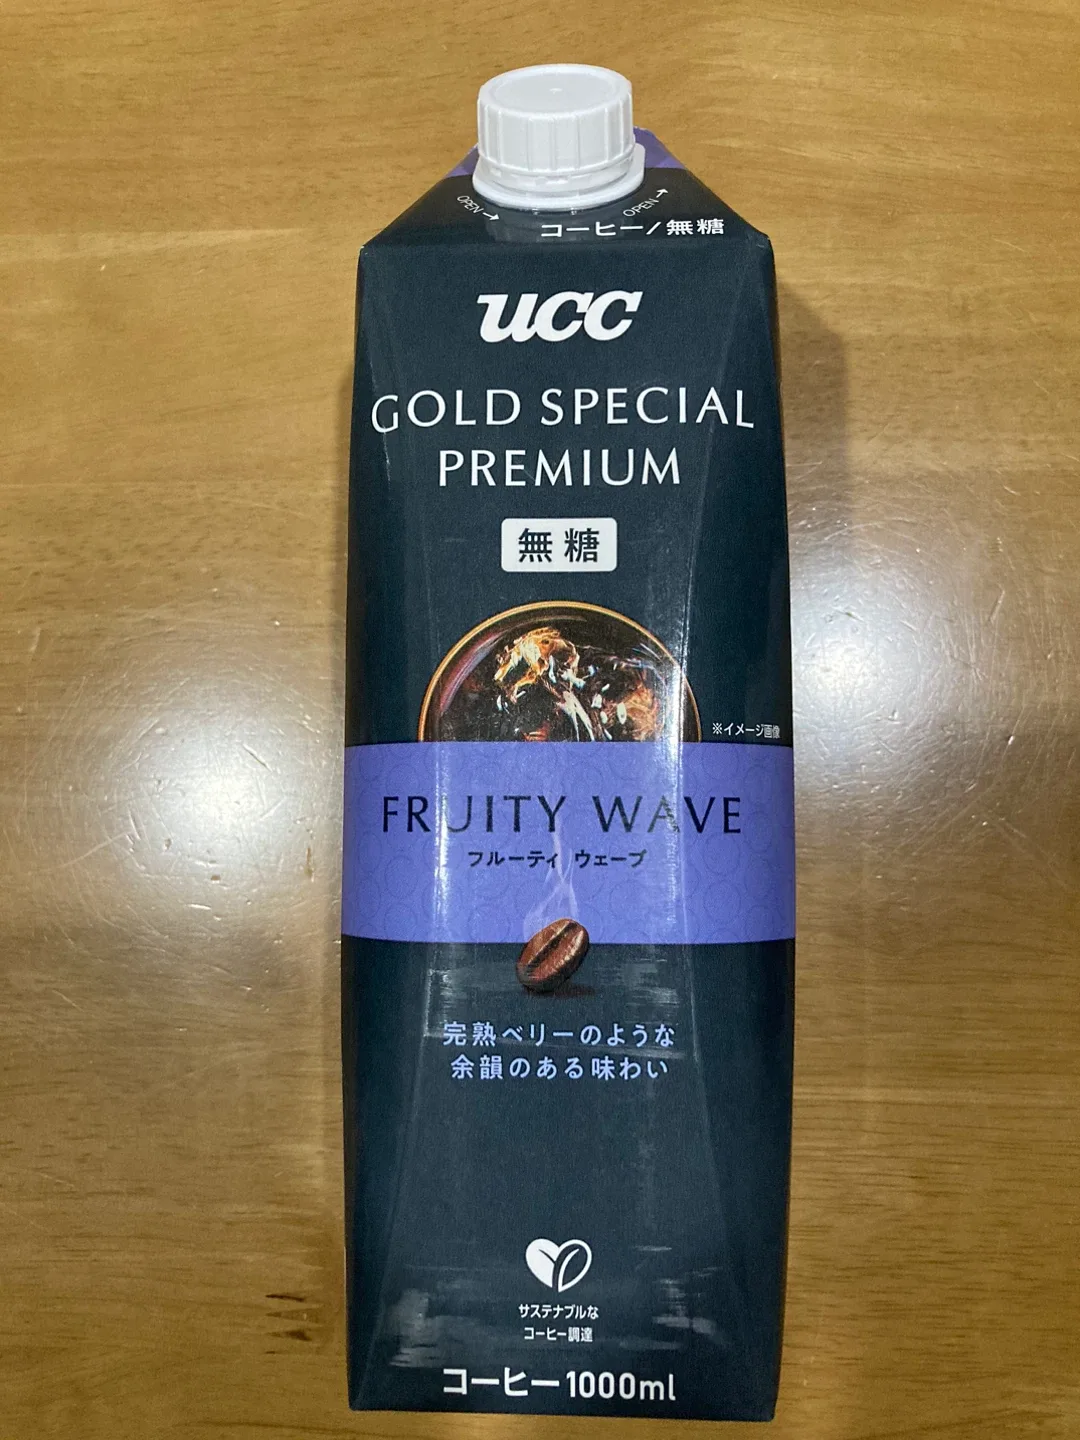 OPEN→
OPEN→
コーヒー/無糖
UCC
GOLD SPECIAL
PREMIUM
無糖
※イメージ画像
FRUITY WAVE
フルーティ ウェーブ
完熟ベリーのような
余韻のある味わい
サステナブルな
コーヒー調達
コーヒー1000ml